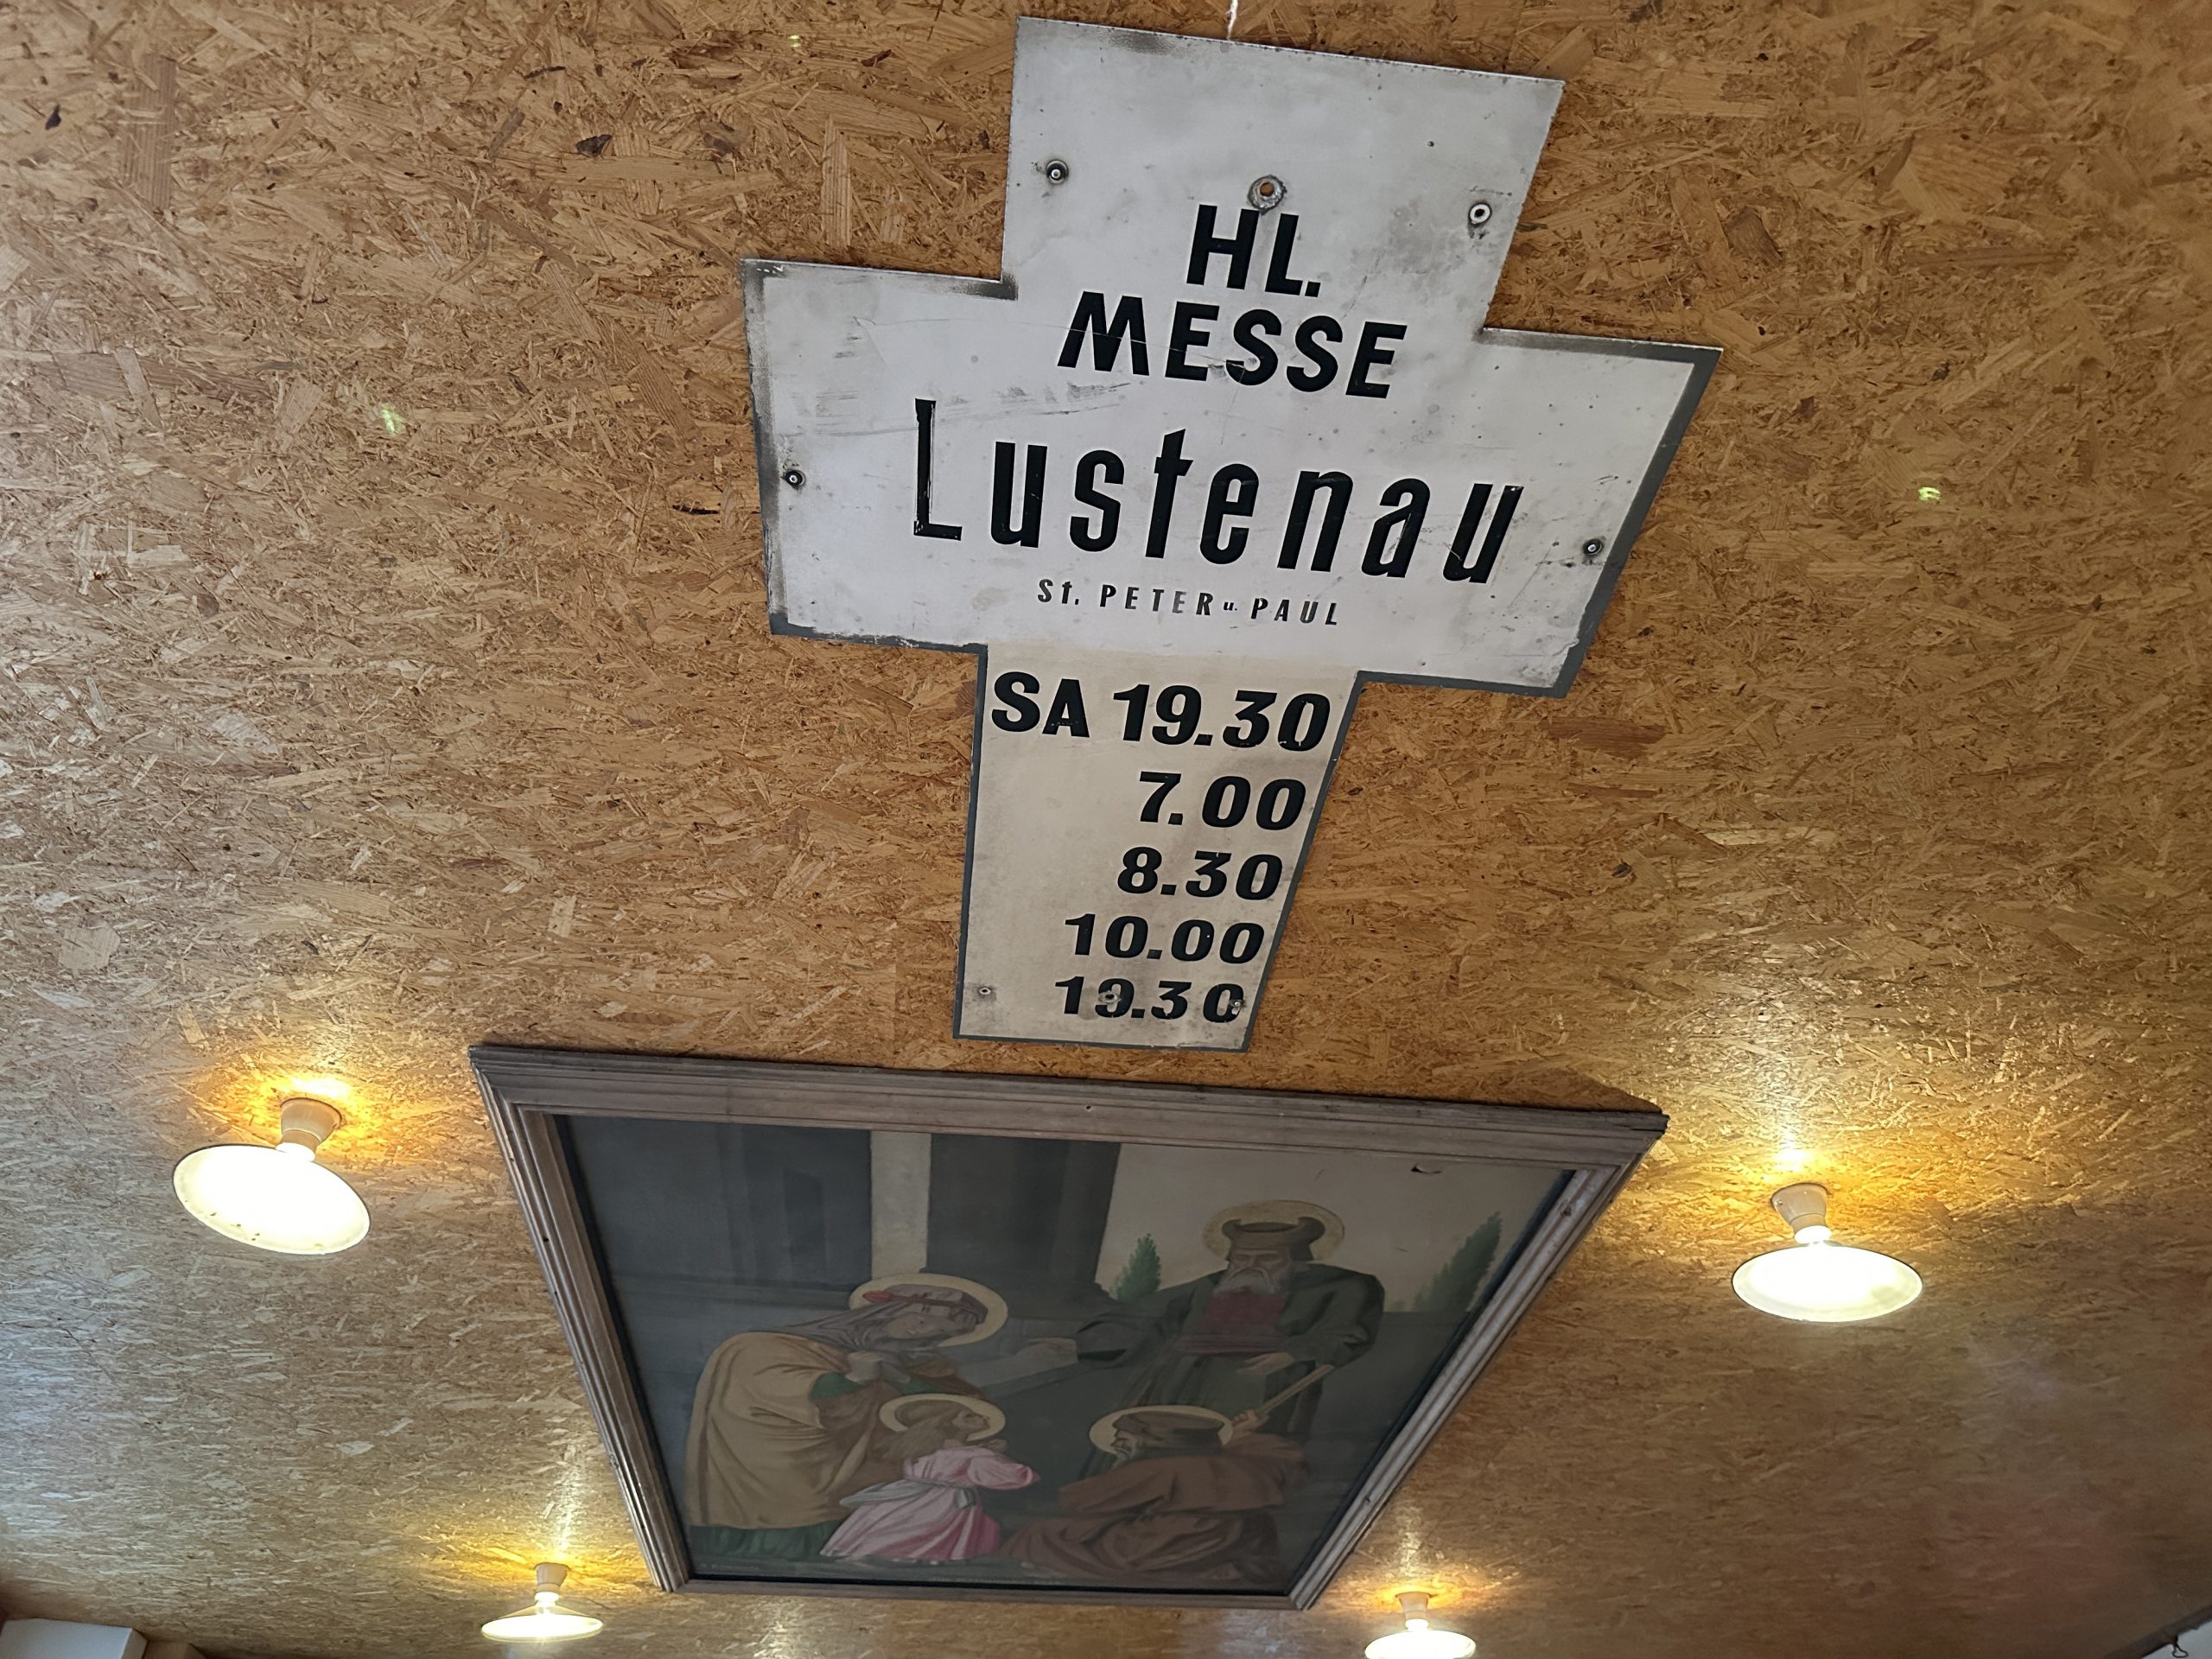 HL.
MESSE
Lustenau
St. PETER u. PAUL
SA 19.30
7.00
8.30
10.00
19.30